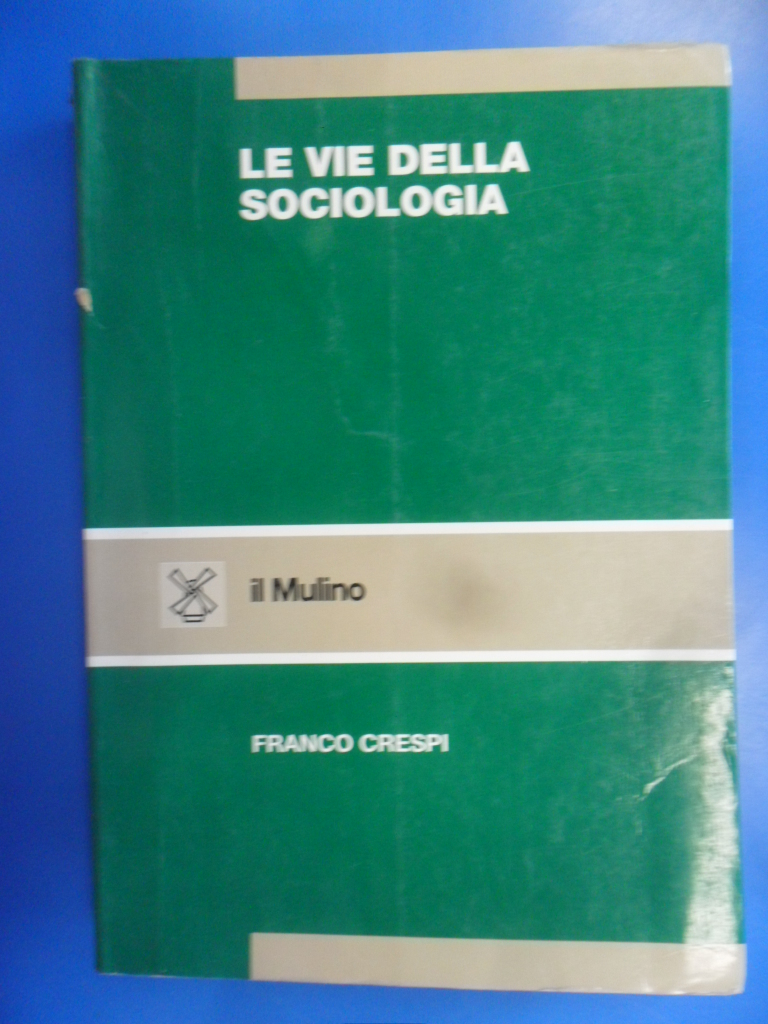 LE VIE DELLA
SOCIOLOGIA
il Mulino
FRANCO CRESPI